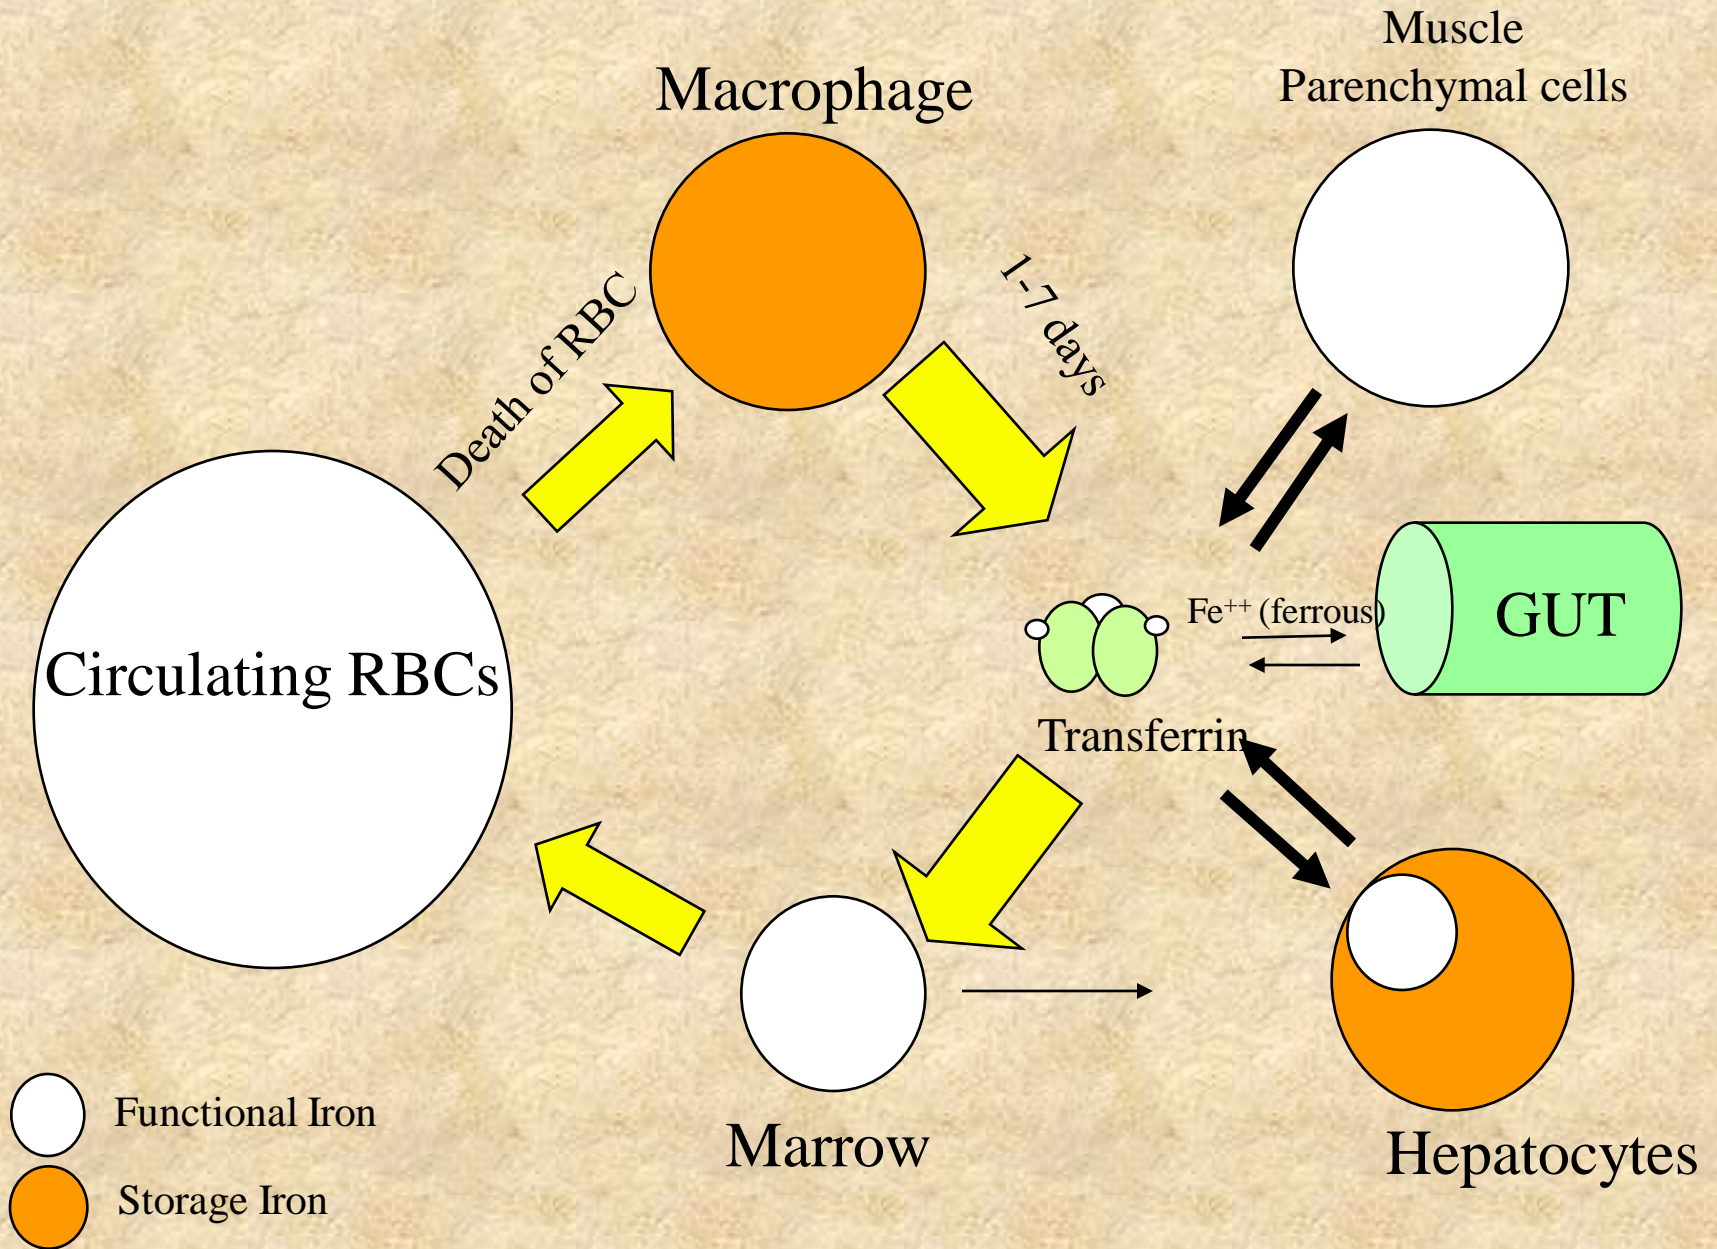 Muscle
Parenchymal cells
Macrophage
Death of RBC
1-7 days
Circulating RBCs
Fe⁺⁺ (ferrous)
GUT
Transferrin
Marrow
Hepatocytes
Functional Iron
Storage Iron